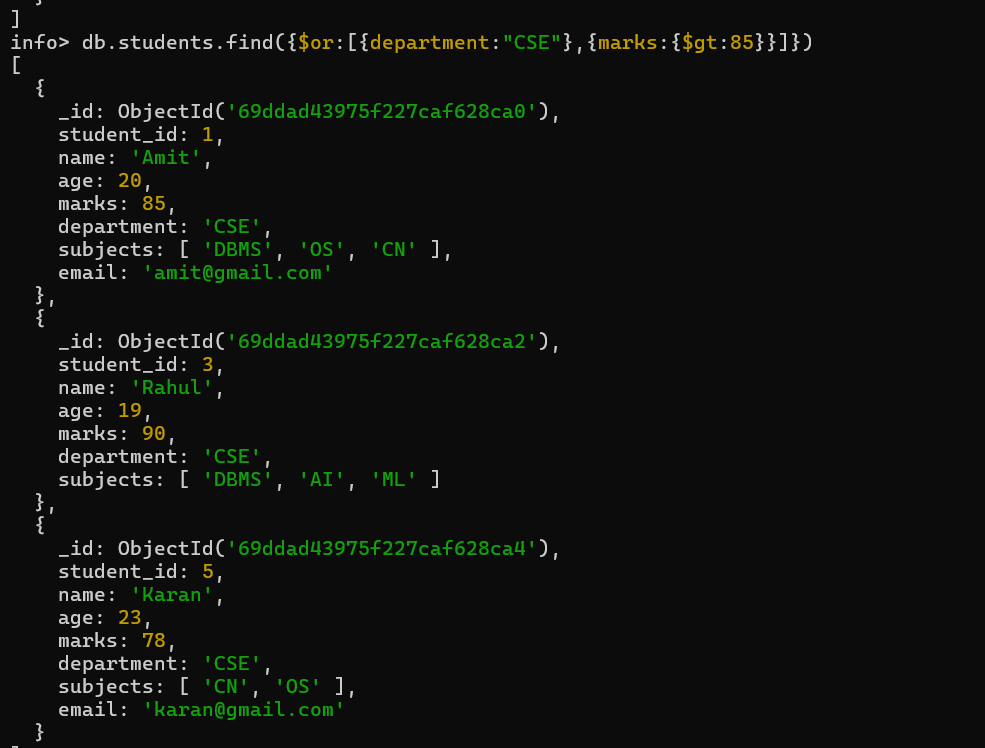 ]
info> db.students.find({$or:[{department:"CSE"},{marks:{$gt:85}}]})
[
  {
    _id: ObjectId('69ddad43975f227caf628ca0'),
    student_id: 1,
    name: 'Amit',
    age: 20,
    marks: 85,
    department: 'CSE',
    subjects: [ 'DBMS', 'OS', 'CN' ],
    email: 'amit@gmail.com'
  },
  {
    _id: ObjectId('69ddad43975f227caf628ca2'),
    student_id: 3,
    name: 'Rahul',
    age: 19,
    marks: 90,
    department: 'CSE',
    subjects: [ 'DBMS', 'AI', 'ML' ]
  },
  {
    _id: ObjectId('69ddad43975f227caf628ca4'),
    student_id: 5,
    name: 'Karan',
    age: 23,
    marks: 78,
    department: 'CSE',
    subjects: [ 'CN', 'OS' ],
    email: 'karan@gmail.com'
  }